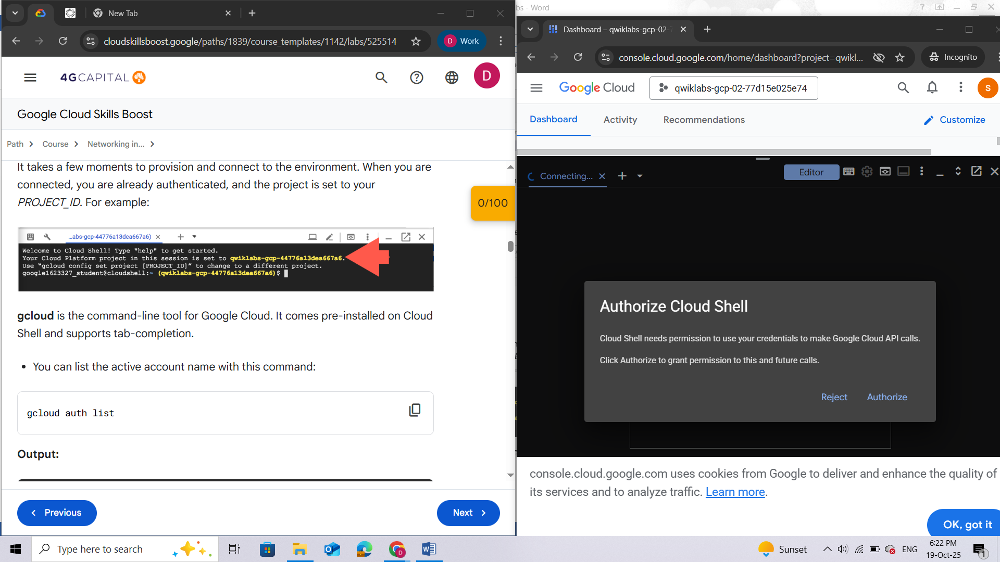 New Tab
cloudskillsboost.google/paths/1839/course_templates/1142/labs/525514
D Work
4GCAPITAL
D
Google Cloud Skills Boost
Path > Course > Networking in... >
It takes a few moments to provision and connect to the environment. When you are
connected, you are already authenticated, and the project is set to your
PROJECT_ID. For example:
0/100
...abs-gcp-44776a13dea667a6)
Welcome to Cloud Shell! Type "help" to get started.
Your Cloud Platform project in this session is set to qwiklabs-gcp-44776a13dea667a6.
Use “gcloud config set project [PROJECT_ID]” to change to a different project.
google1623327_student@cloudshell:~ (qwiklabs-gcp-44776a13dea667a6)$
gcloud is the command-line tool for Google Cloud. It comes pre-installed on Cloud
Shell and supports tab-completion.
• You can list the active account name with this command:
gcloud auth list
Output:
Previous
Next
bs - Word
Dashboard – qwiklabs-gcp-02-7
console.cloud.google.com/home/dashboard?project=qwikl...
Incognito
Google Cloud
qwiklabs-gcp-02-77d15e025e74
S
Dashboard
Activity
Recommendations
Customize
Connecting...
Editor
Authorize Cloud Shell
Cloud Shell needs permission to use your credentials to make Google Cloud API calls.
Click Authorize to grant permission to this and future calls.
Reject
Authorize
console.cloud.google.com uses cookies from Google to deliver and enhance the quality of
its services and to analyze traffic. Learn more.
OK, got it
Type here to search
Sunset
ENG
6:22 PM
19-Oct-25
1